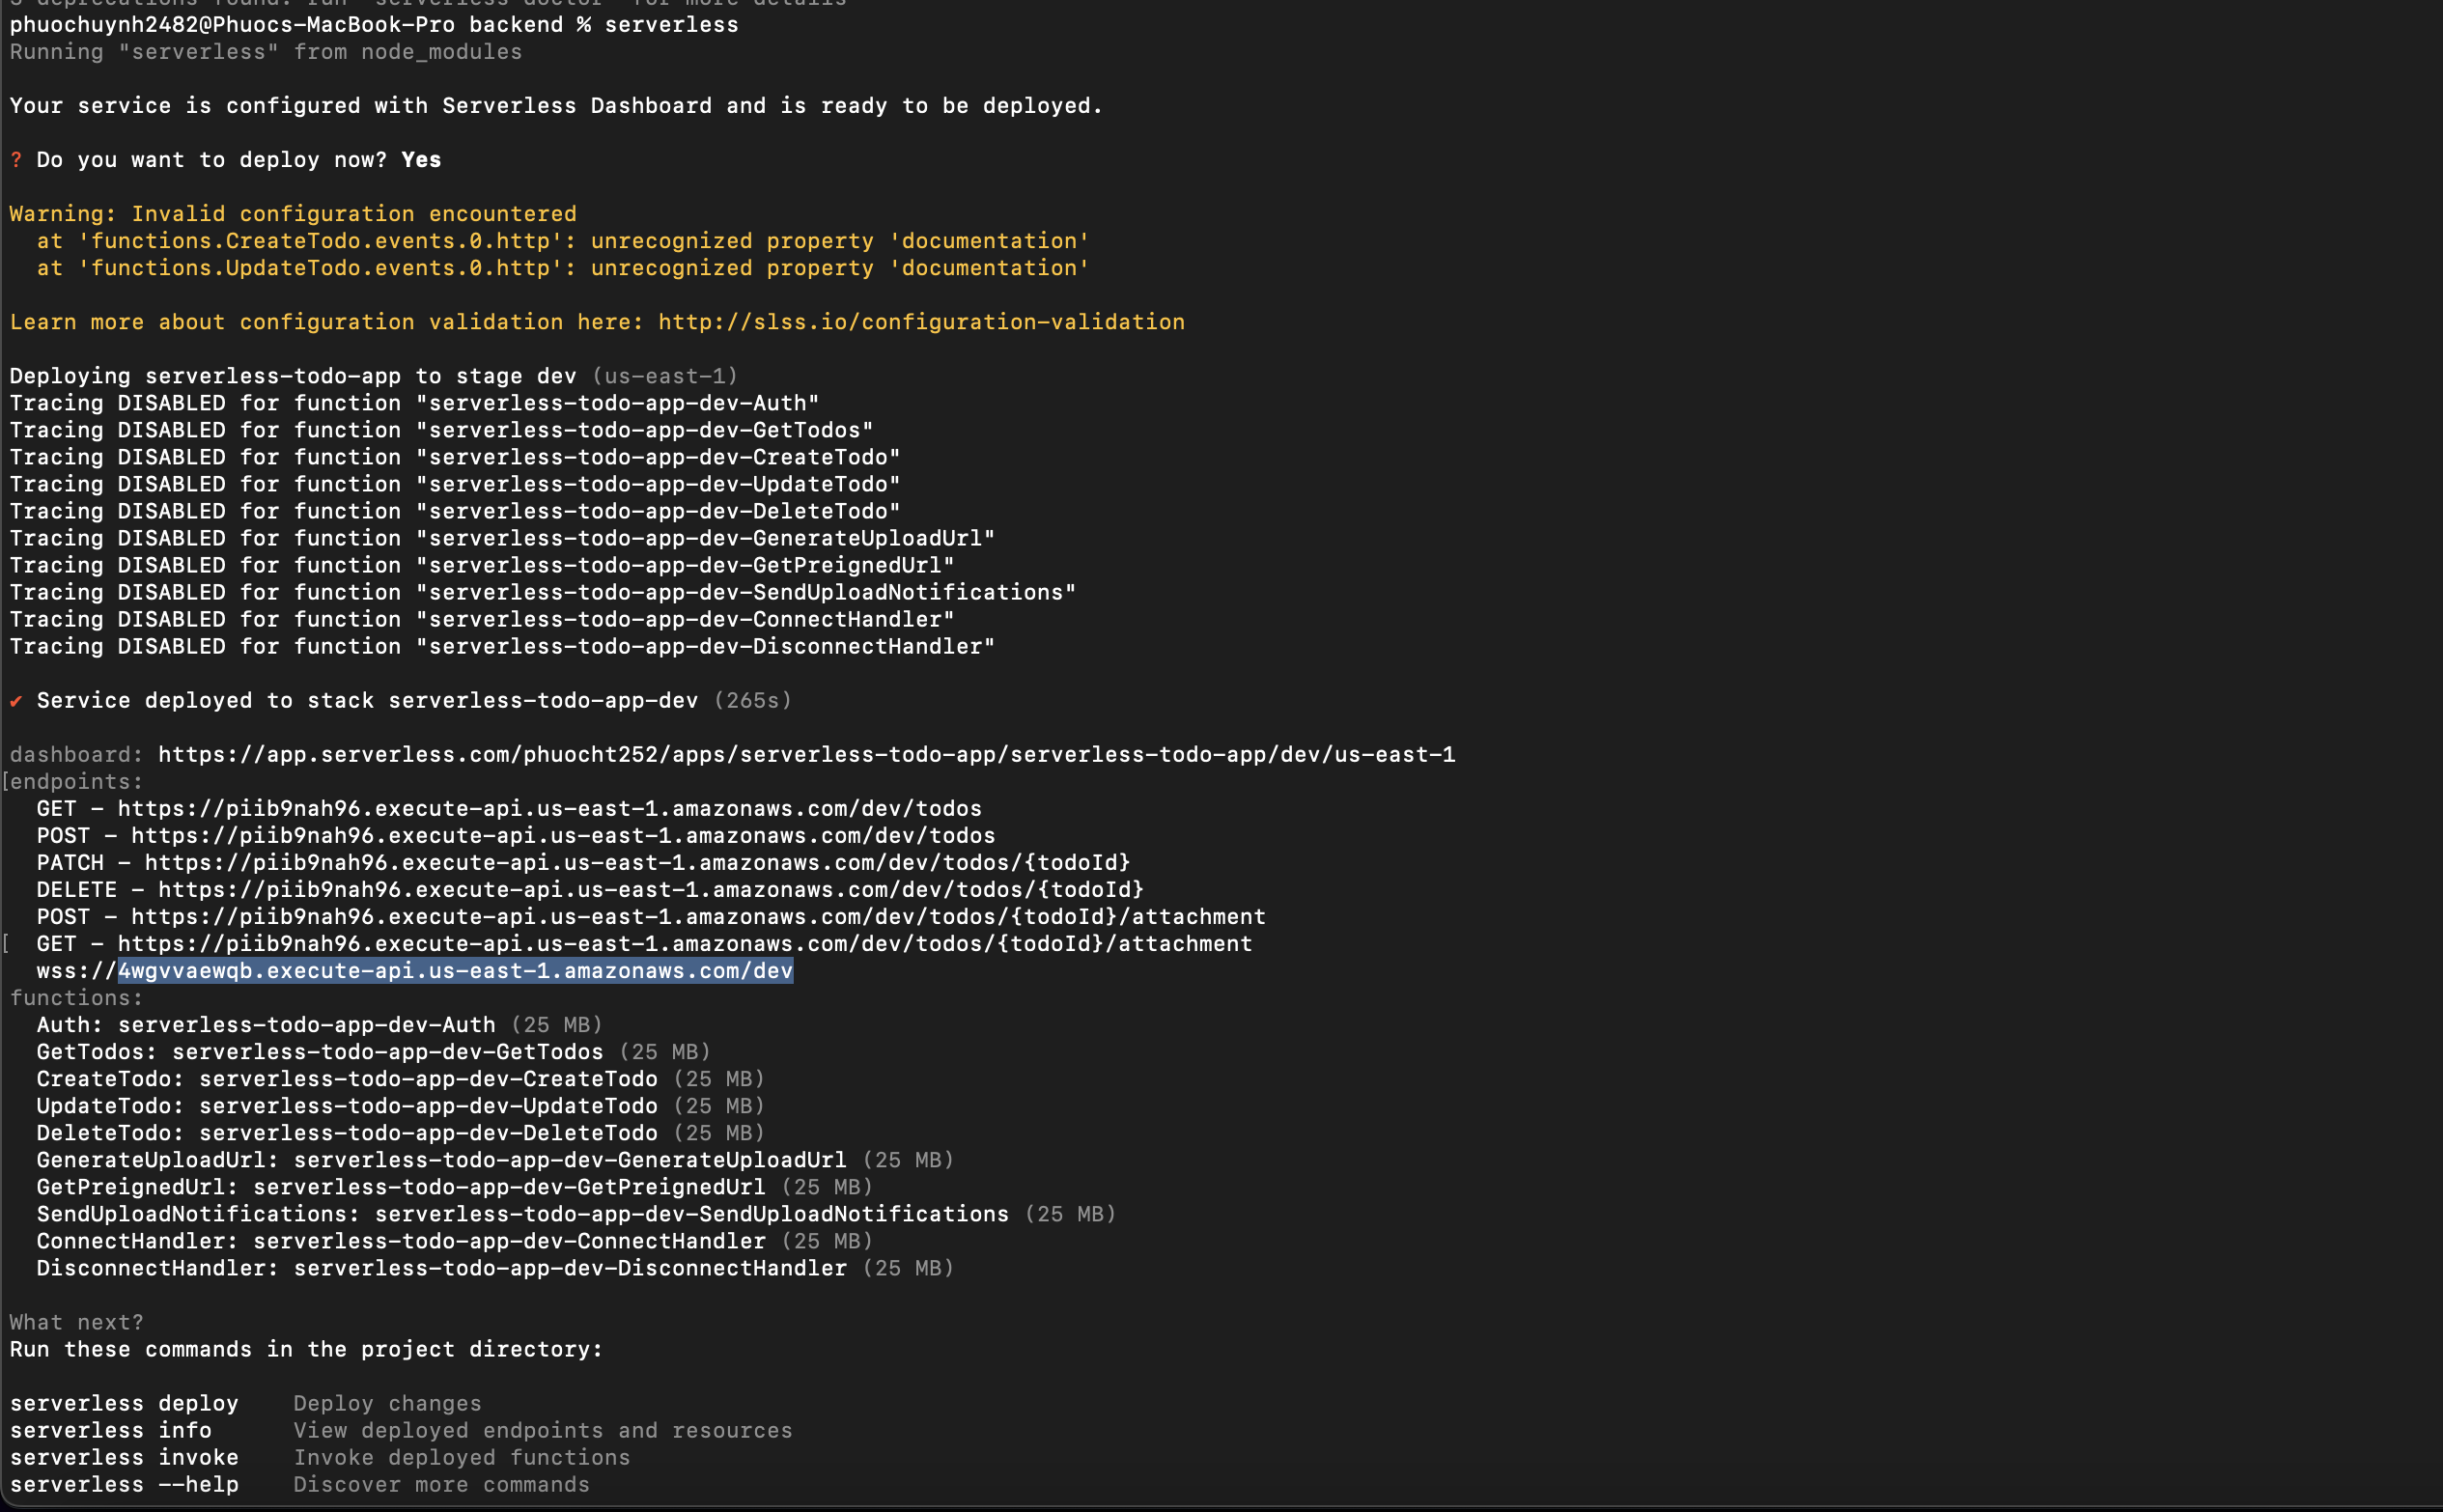 3 deprecations found: run 'serverless doctor' for more details
phuochuynh2482@Phuocs-MacBook-Pro backend % serverless
Running "serverless" from node_modules
Your service is configured with Serverless Dashboard and is ready to be deployed.
? Do you want to deploy now? Yes
Warning: Invalid configuration encountered
at 'functions.CreateTodo.events.0.http': unrecognized property 'documentation'
at 'functions.UpdateTodo.events.0.http': unrecognized property 'documentation'
Learn more about configuration validation here: http://slss.io/configuration-validation
Deploying serverless-todo-app to stage dev (us-east-1)
Tracing DISABLED for function "serverless-todo-app-dev-Auth"
Tracing DISABLED for function "serverless-todo-app-dev-GetTodos"
Tracing DISABLED for function "serverless-todo-app-dev-CreateTodo"
Tracing DISABLED for function "serverless-todo-app-dev-UpdateTodo"
Tracing DISABLED for function "serverless-todo-app-dev-DeleteTodo"
Tracing DISABLED for function "serverless-todo-app-dev-GenerateUploadUrl"
Tracing DISABLED for function "serverless-todo-app-dev-GetPreignedUrl"
Tracing DISABLED for function "serverless-todo-app-dev-SendUploadNotifications"
Tracing DISABLED for function "serverless-todo-app-dev-ConnectHandler"
Tracing DISABLED for function "serverless-todo-app-dev-DisconnectHandler"
✔ Service deployed to stack serverless-todo-app-dev (265s)
dashboard: https://app.serverless.com/phuocht252/apps/serverless-todo-app/serverless-todo-app/dev/us-east-1
[endpoints:
GET - https://piib9nah96.execute-api.us-east-1.amazonaws.com/dev/todos
POST - https://piib9nah96.execute-api.us-east-1.amazonaws.com/dev/todos
PATCH - https://piib9nah96.execute-api.us-east-1.amazonaws.com/dev/todos/{todoId}
DELETE - https://piib9nah96.execute-api.us-east-1.amazonaws.com/dev/todos/{todoId}
POST - https://piib9nah96.execute-api.us-east-1.amazonaws.com/dev/todos/{todoId}/attachment
[ GET - https://piib9nah96.execute-api.us-east-1.amazonaws.com/dev/todos/{todoId}/attachment
wss://4wgvvaewqb.execute-api.us-east-1.amazonaws.com/dev
functions:
Auth: serverless-todo-app-dev-Auth (25 MB)
GetTodos: serverless-todo-app-dev-GetTodos (25 MB)
CreateTodo: serverless-todo-app-dev-CreateTodo (25 MB)
UpdateTodo: serverless-todo-app-dev-UpdateTodo (25 MB)
DeleteTodo: serverless-todo-app-dev-DeleteTodo (25 MB)
GenerateUploadUrl: serverless-todo-app-dev-GenerateUploadUrl (25 MB)
GetPreignedUrl: serverless-todo-app-dev-GetPreignedUrl (25 MB)
SendUploadNotifications: serverless-todo-app-dev-SendUploadNotifications (25 MB)
ConnectHandler: serverless-todo-app-dev-ConnectHandler (25 MB)
DisconnectHandler: serverless-todo-app-dev-DisconnectHandler (25 MB)
What next?
Run these commands in the project directory:
serverless deploy    Deploy changes
serverless info    View deployed endpoints and resources
serverless invoke    Invoke deployed functions
serverless --help    Discover more commands